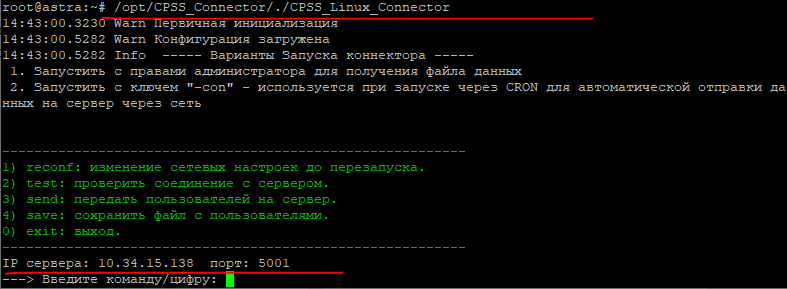 root@astra:~# /opt/CPSS_Connector/./CPSS_Linux_Connector
14:43:00.3230 Warn Первичная инициализация
14:43:00.5282 Warn Конфигурация загружена
14:43:00.5282 Info  ----- Варианты Запуска коннектора -----
 1. Запустить с правами администратора для получения файла данных
 2. Запустить с ключем "-con" - используется при запуске через CRON для автоматической отправки да
нных на сервер через сеть
----------------------------------------------------------
1) reconf: изменение сетевых настроек до перезапуска.
2) test: проверить соединение с сервером.
3) send: передать пользователей на сервер.
4) save: сохранить файл с пользователями.
0) exit: выход.
----------------------------------------------------------
IP сервера: 10.34.15.138  порт: 5001
---> Введите команду/цифру: